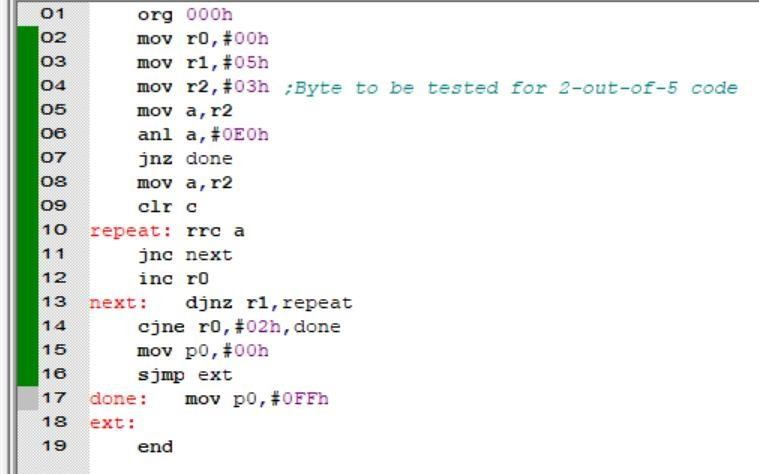 01 org 000h
02 mov r0,#00h
03 mov r1,#05h
04 mov r2,#03h ;Byte to be tested for 2-out-of-5 code
05 mov a,r2
06 anl a,#0E0h
07 jnz done
08 mov a,r2
09 clr c
10 repeat: rrc a
11 jnc next
12 inc r0
13 next: djnz r1,repeat
14 cjne r0,#02h,done
15 mov p0,#00h
16 sjmp ext
17 done: mov p0,#0FFh
18 ext:
19 end